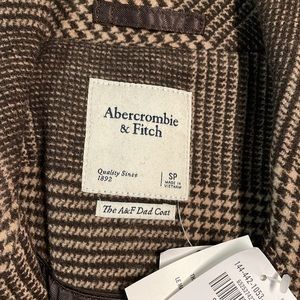 Abercrombie
& Fitch
Quality Since
1892
SP
MADE IN
VIETNAM
The A&F Dad Coat